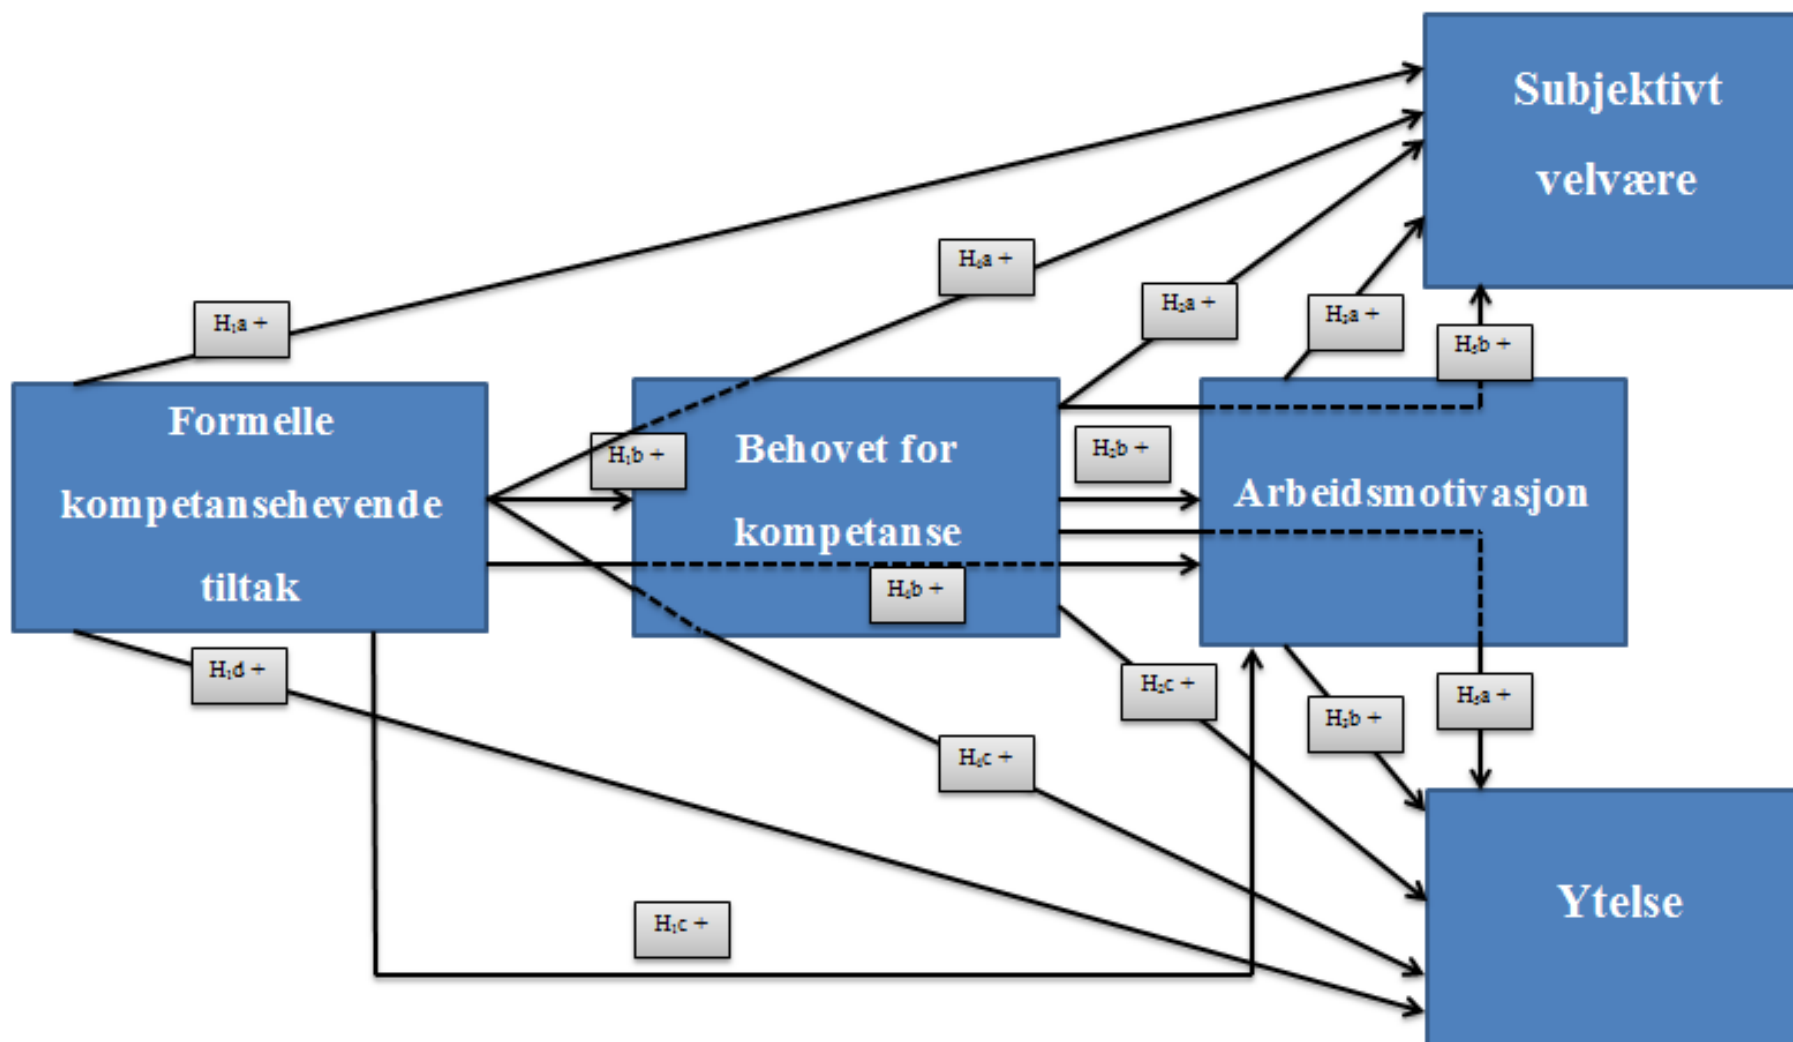 Subjektivt
velvære
H₄a +
H₂a +
H₃a +
H₁a +
H₅b +
Formelle
kompetansehevende
tiltak
H₁b +
Behovet for
kompetanse
H₂b +
Arbeidsmotivasjon
H₄b +
H₁d +
H₂c +
H₃b +
H₅a +
H₄c +
H₁c +
Ytelse